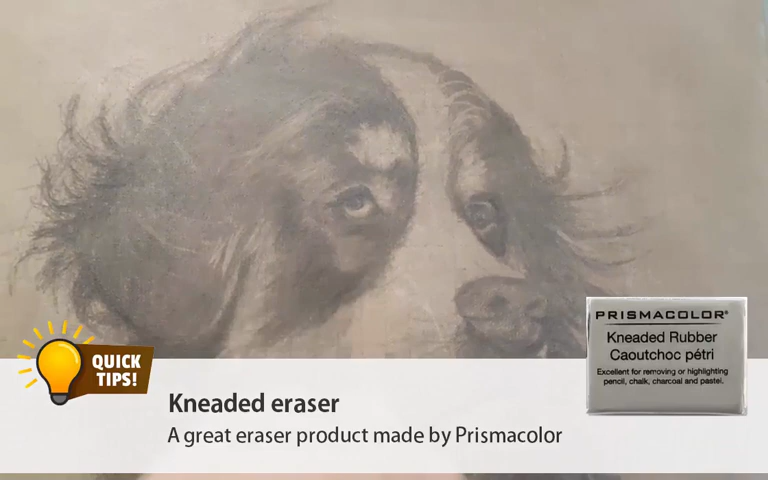 PRISMACOLOR®
Kneaded Rubber
Caoutchoc pétri
Excellent for removing or highlighting
pencil, chalk, charcoal and pastel.
QUICK
TIPS!
Kneaded eraser
A great eraser product made by Prismacolor